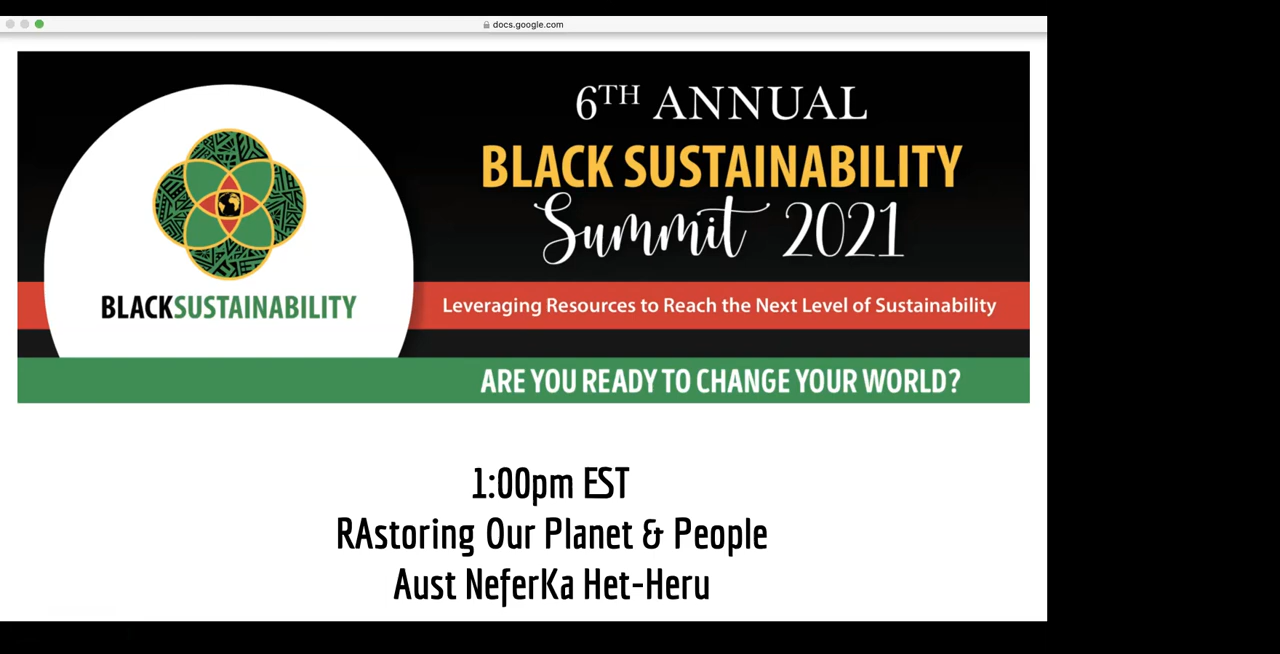 docs.google.com
6TH ANNUAL
BLACK SUSTAINABILITY
Summit 2021
BLACKSUSTAINABILITY
Leveraging Resources to Reach the Next Level of Sustainability
ARE YOU READY TO CHANGE YOUR WORLD?
1:00pm EST
RAstoring Our Planet & People
Aust NeferKa Het-Heru